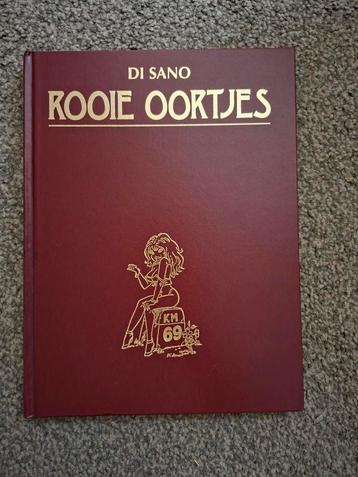 DI SANO
ROOIE OORTJES
KM
69